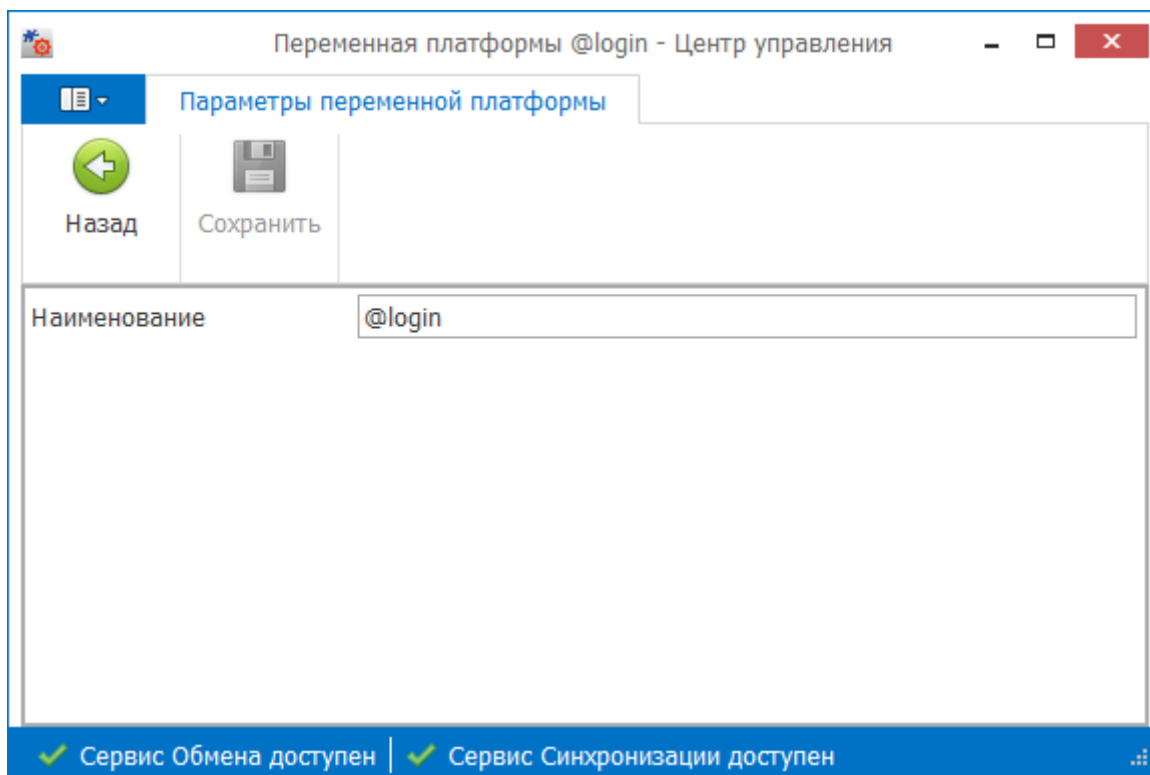 Переменная платформы @login - Центр управления
Параметры переменной платформы
Назад
Сохранить
Наименование
@login
Сервис Обмена доступен
Сервис Синхронизации доступен